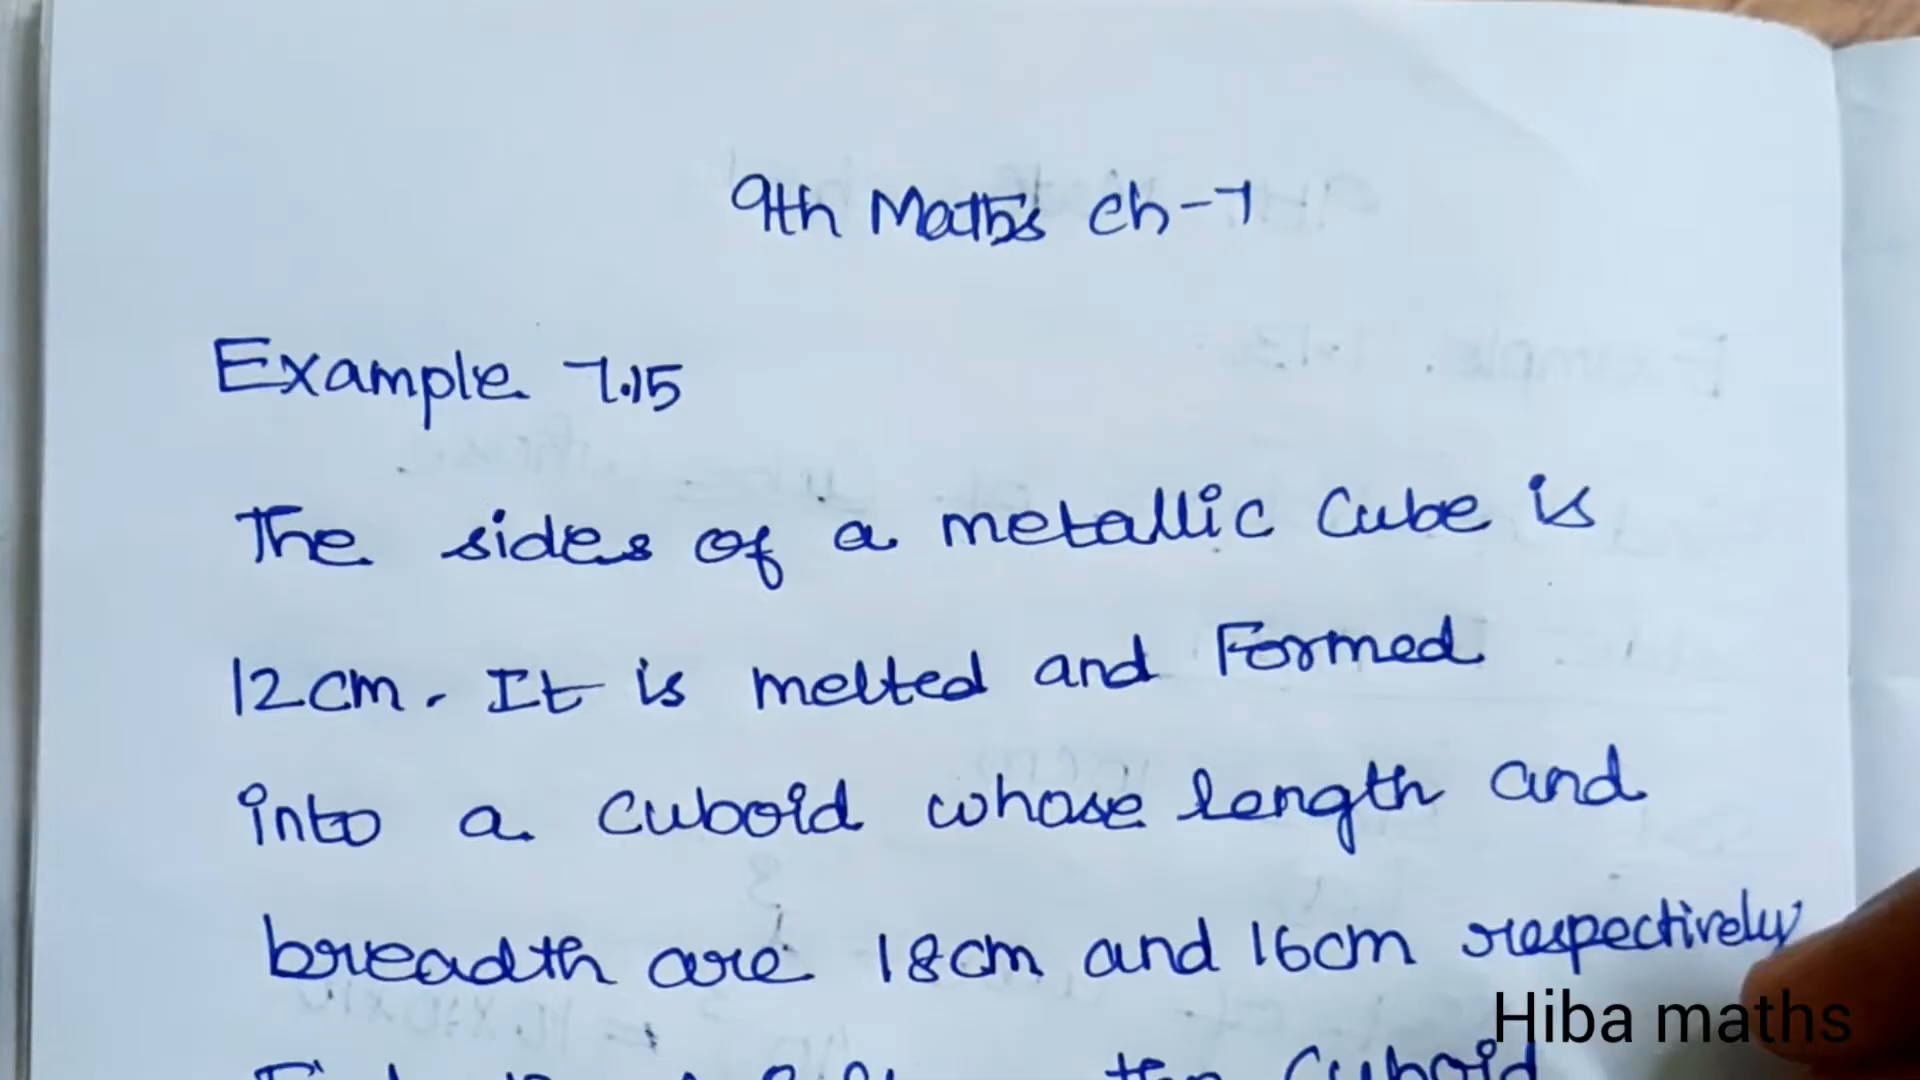 9th Maths ch-7
Example 7.15
The sides of a metallic Cube is
12cm. It is melted and Formed
into a cuboid whose length and
breadth are 18cm and 16cm respectively
Hiba maths
Cuboid